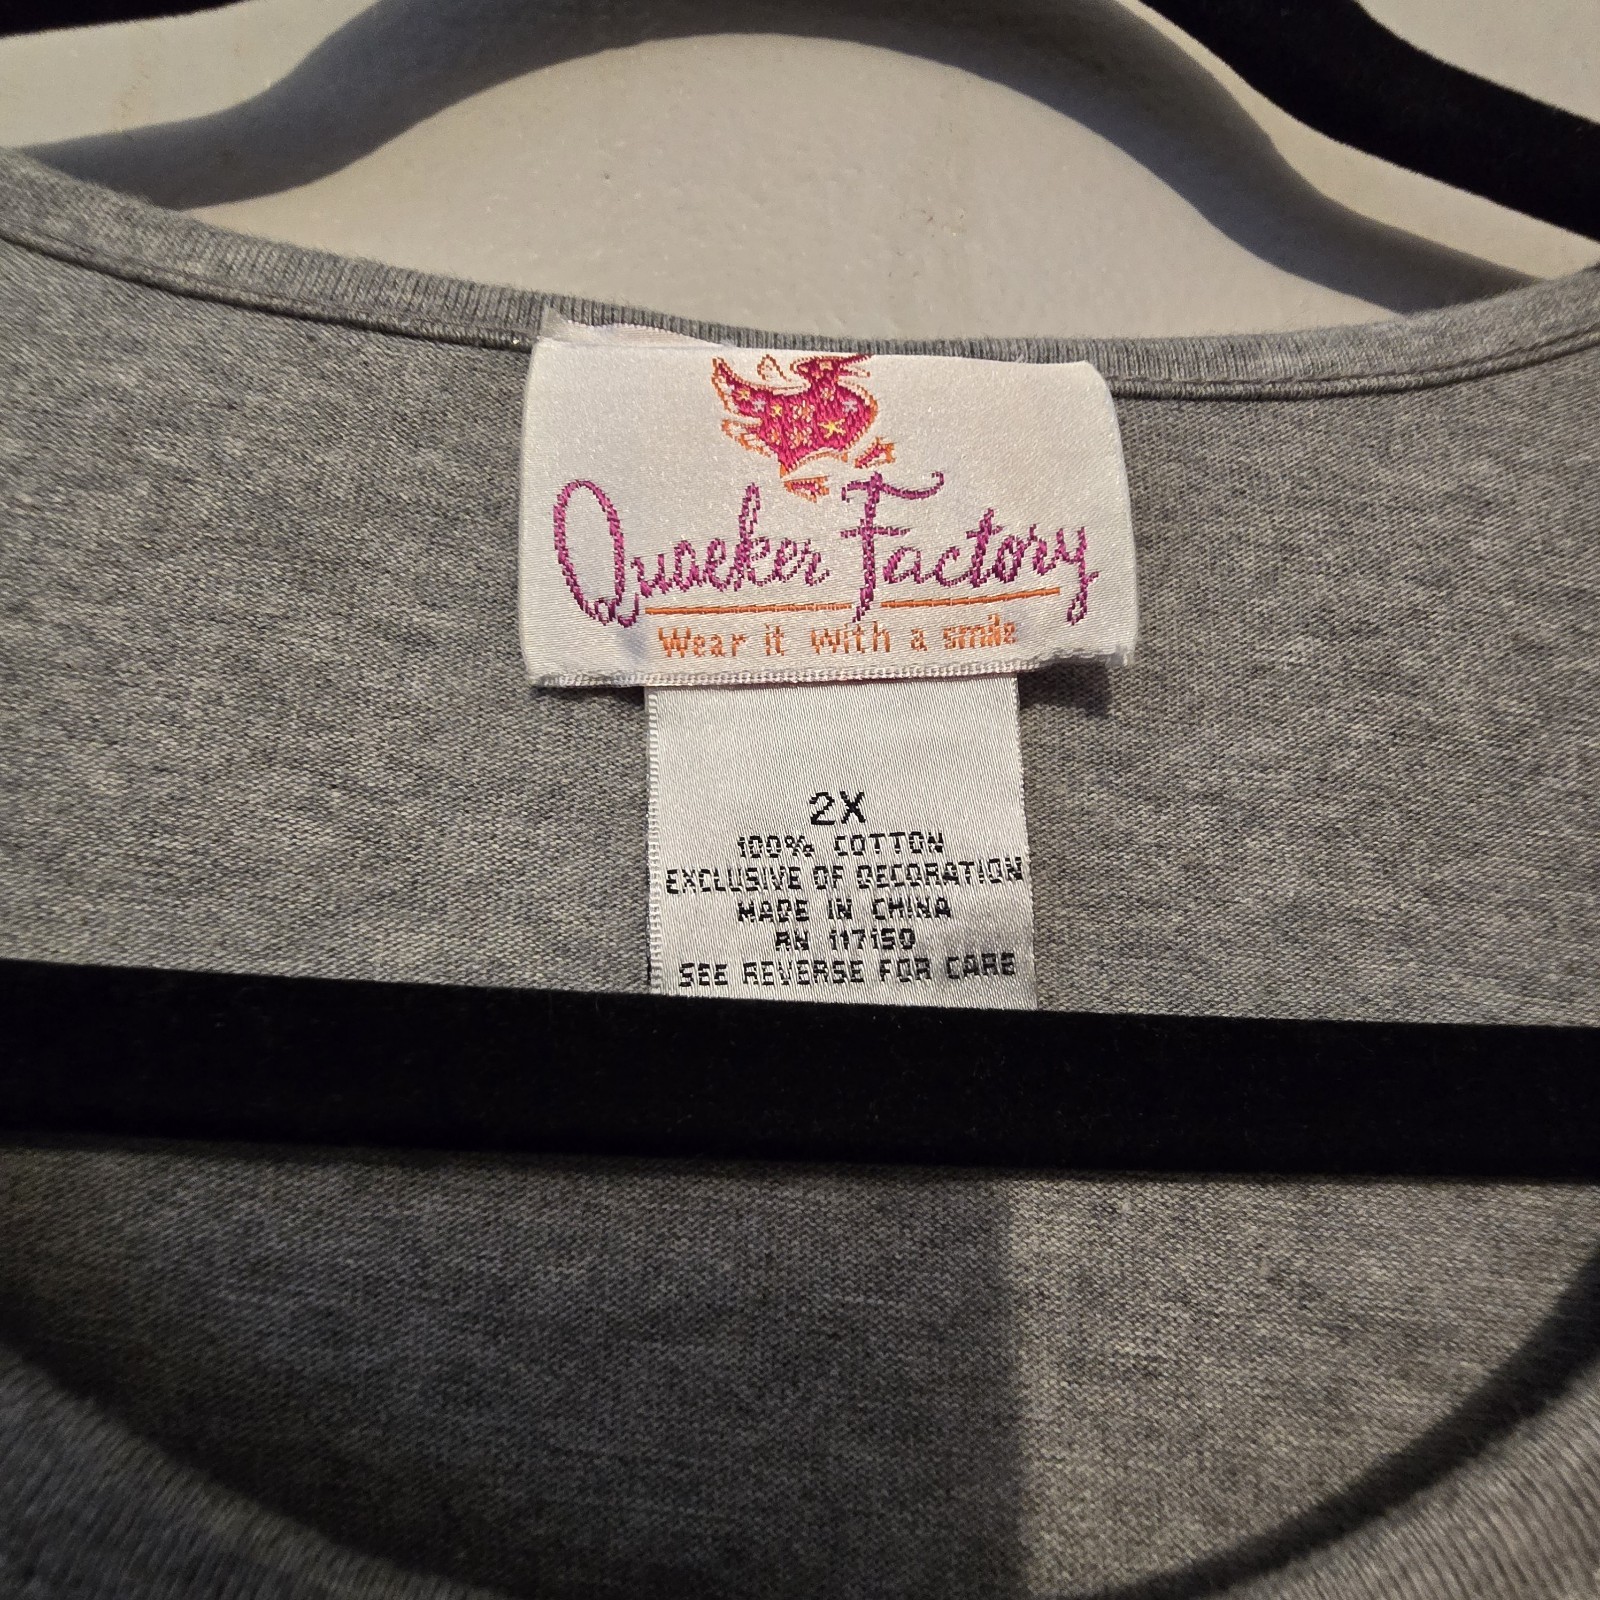 Quacker Factory
Wear it with a smile
2X
100% COTTON
EXCLUSIVE OF DECORATION
MADE IN CHINA
RN 117150
SEE REVERSE FOR CARE